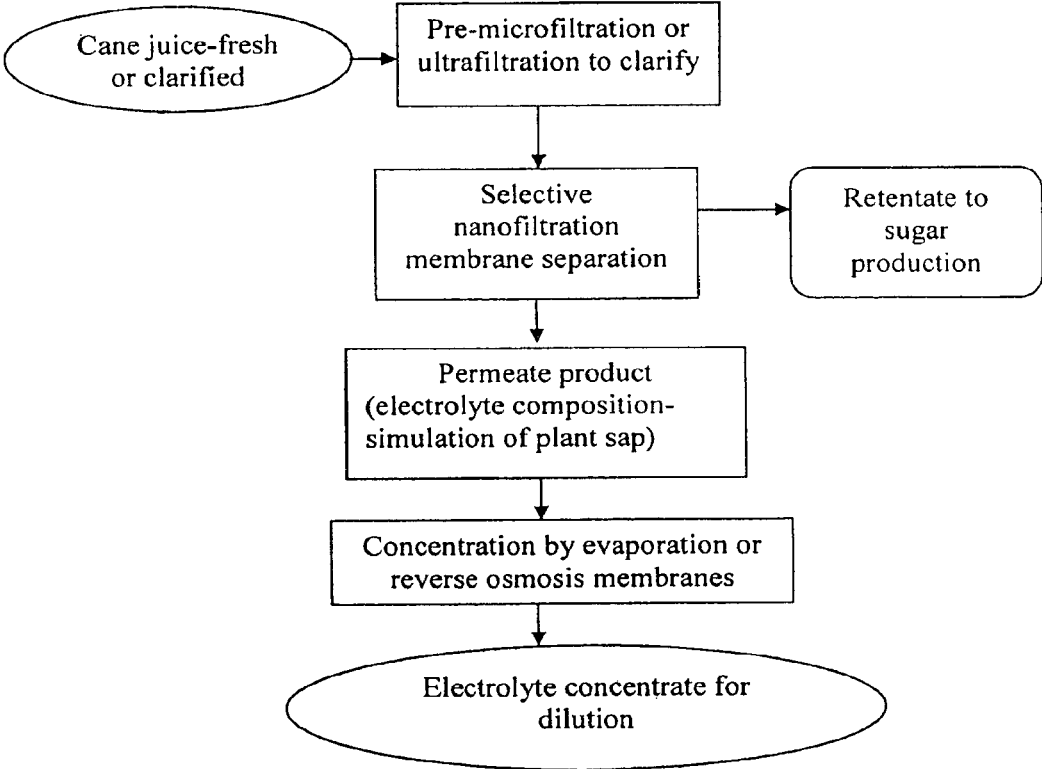 Cane juice-fresh
or clarified
Pre-microfiltration or
ultrafiltration to clarify
Selective
nanofiltration
membrane separation
Retentate to
sugar
production
Permeate product
(electrolyte composition-
simulation of plant sap)
Concentration by evaporation or
reverse osmosis membranes
Electrolyte concentrate for
dilution